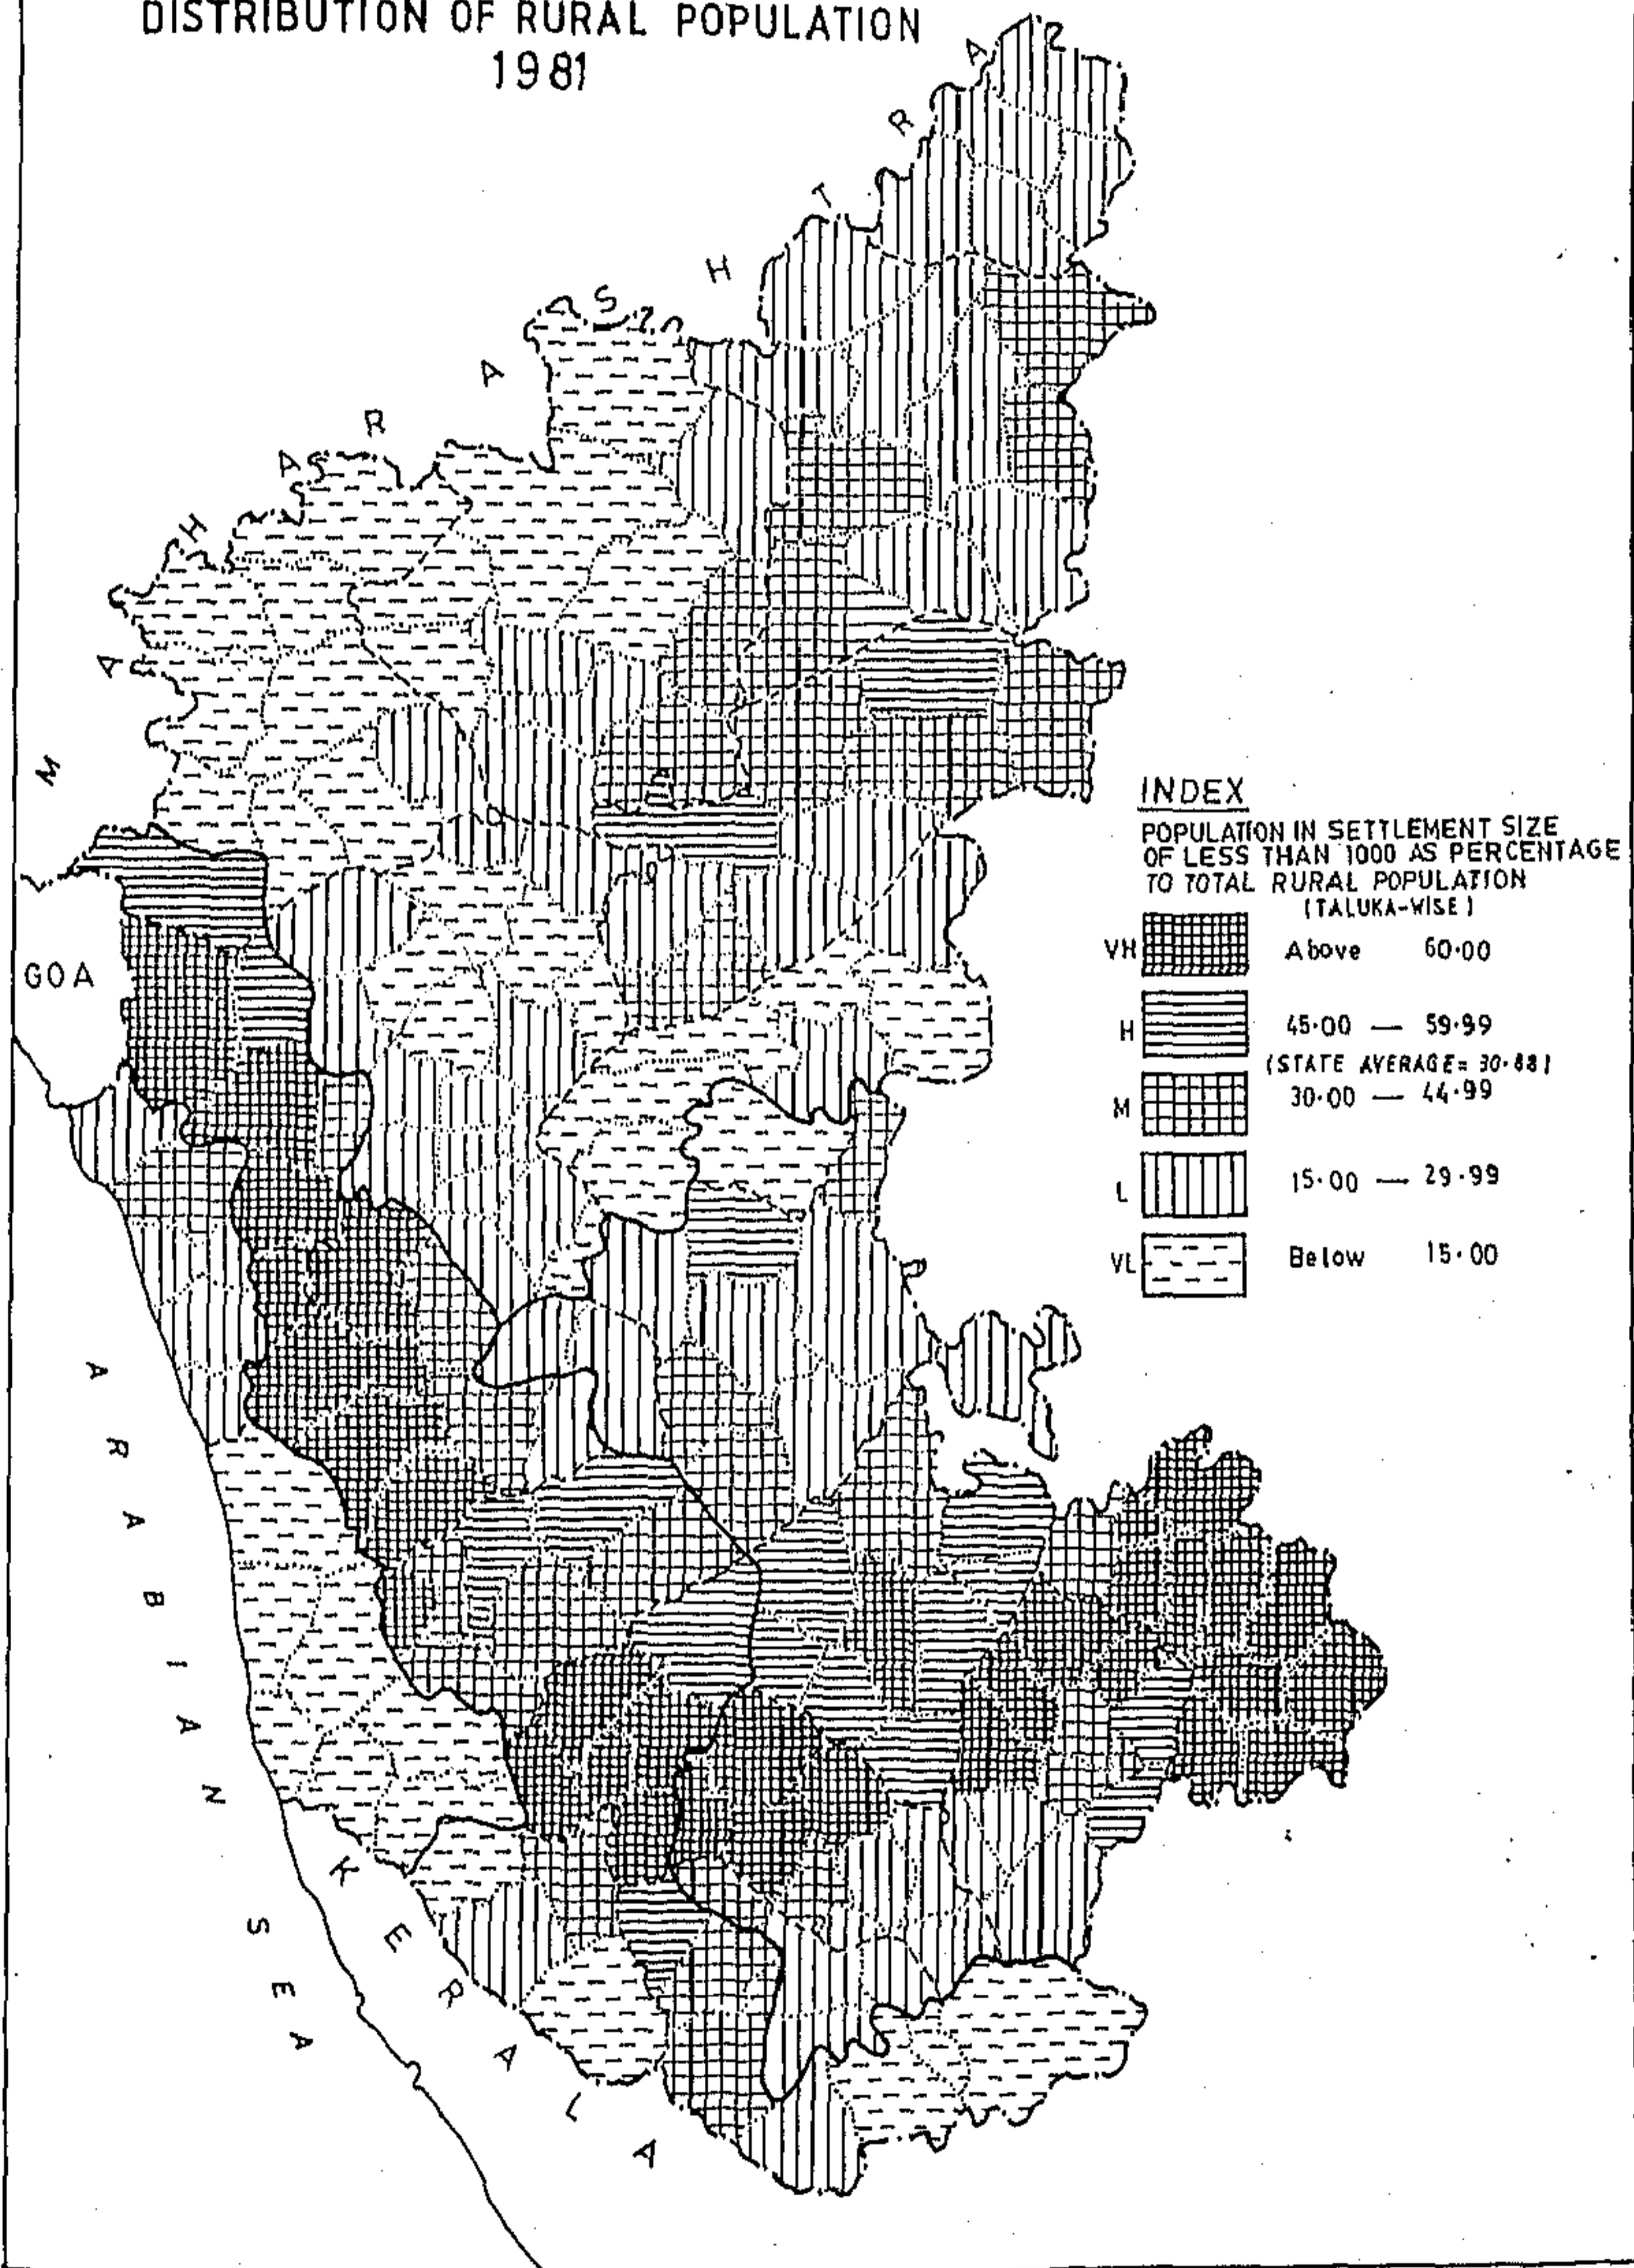 DISTRIBUTION OF RURAL POPULATION
1981
MAHARASHTRA
GOA
INDEX
POPULATION IN SETTLEMENT SIZE
OF LESS THAN 1000 AS PERCENTAGE
TO TOTAL RURAL POPULATION
(TALUKA-WISE)
VH Above 60.00
H 45.00 — 59.99
(STATE AVERAGE= 30.88)
M 30.00 — 44.99
L 15.00 — 29.99
VL Below 15.00
ARABIAN SEA
KERALA